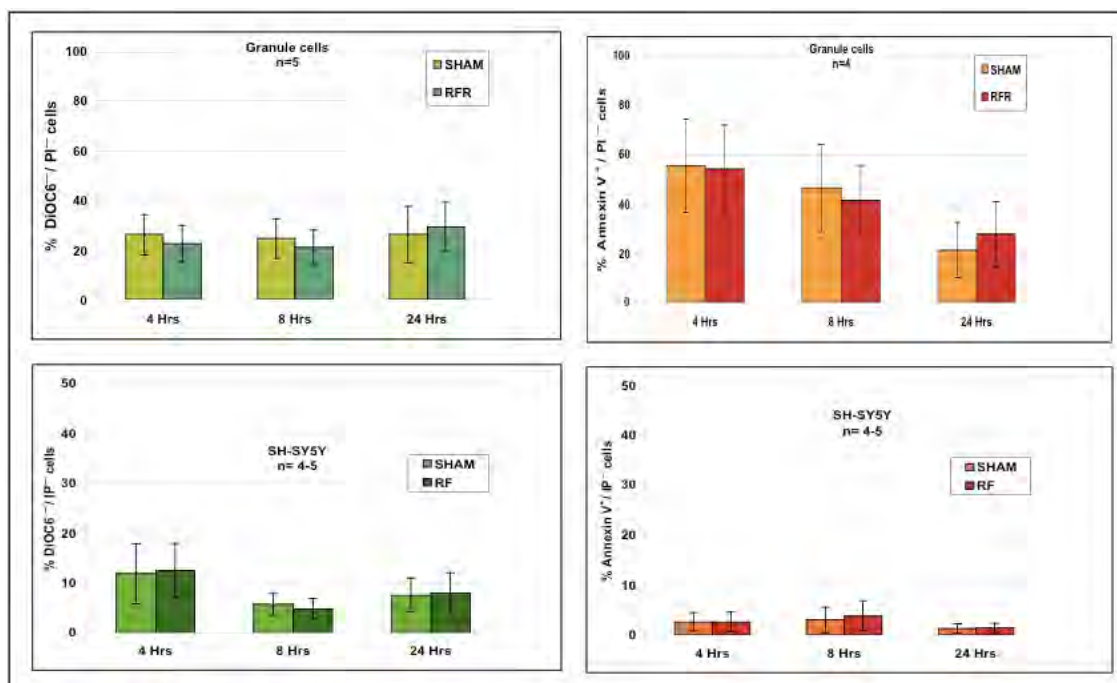 Granule cells
n=5
SHAM
RFR
% DiOC6⁻/ PI⁻ cells
100
80
60
40
20
0
4 Hrs
8 Hrs
24 Hrs
Granule cells
n=4
SHAM
RFR
% Annexin V⁺ / PI⁻ cells
100
80
60
40
20
0
4 Hrs
8 Hrs
24 Hrs
SH-SY5Y
n= 4-5
SHAM
RF
% DiOC6⁻/ IP⁻ cells
50
40
30
20
10
0
4 Hrs
8 Hrs
24 Hrs
SH-SY5Y
n= 4-5
SHAM
RF
% Annexin V⁺/ IP⁻ cells
50
40
30
20
10
0
4 Hrs
8 Hrs
24 Hrs